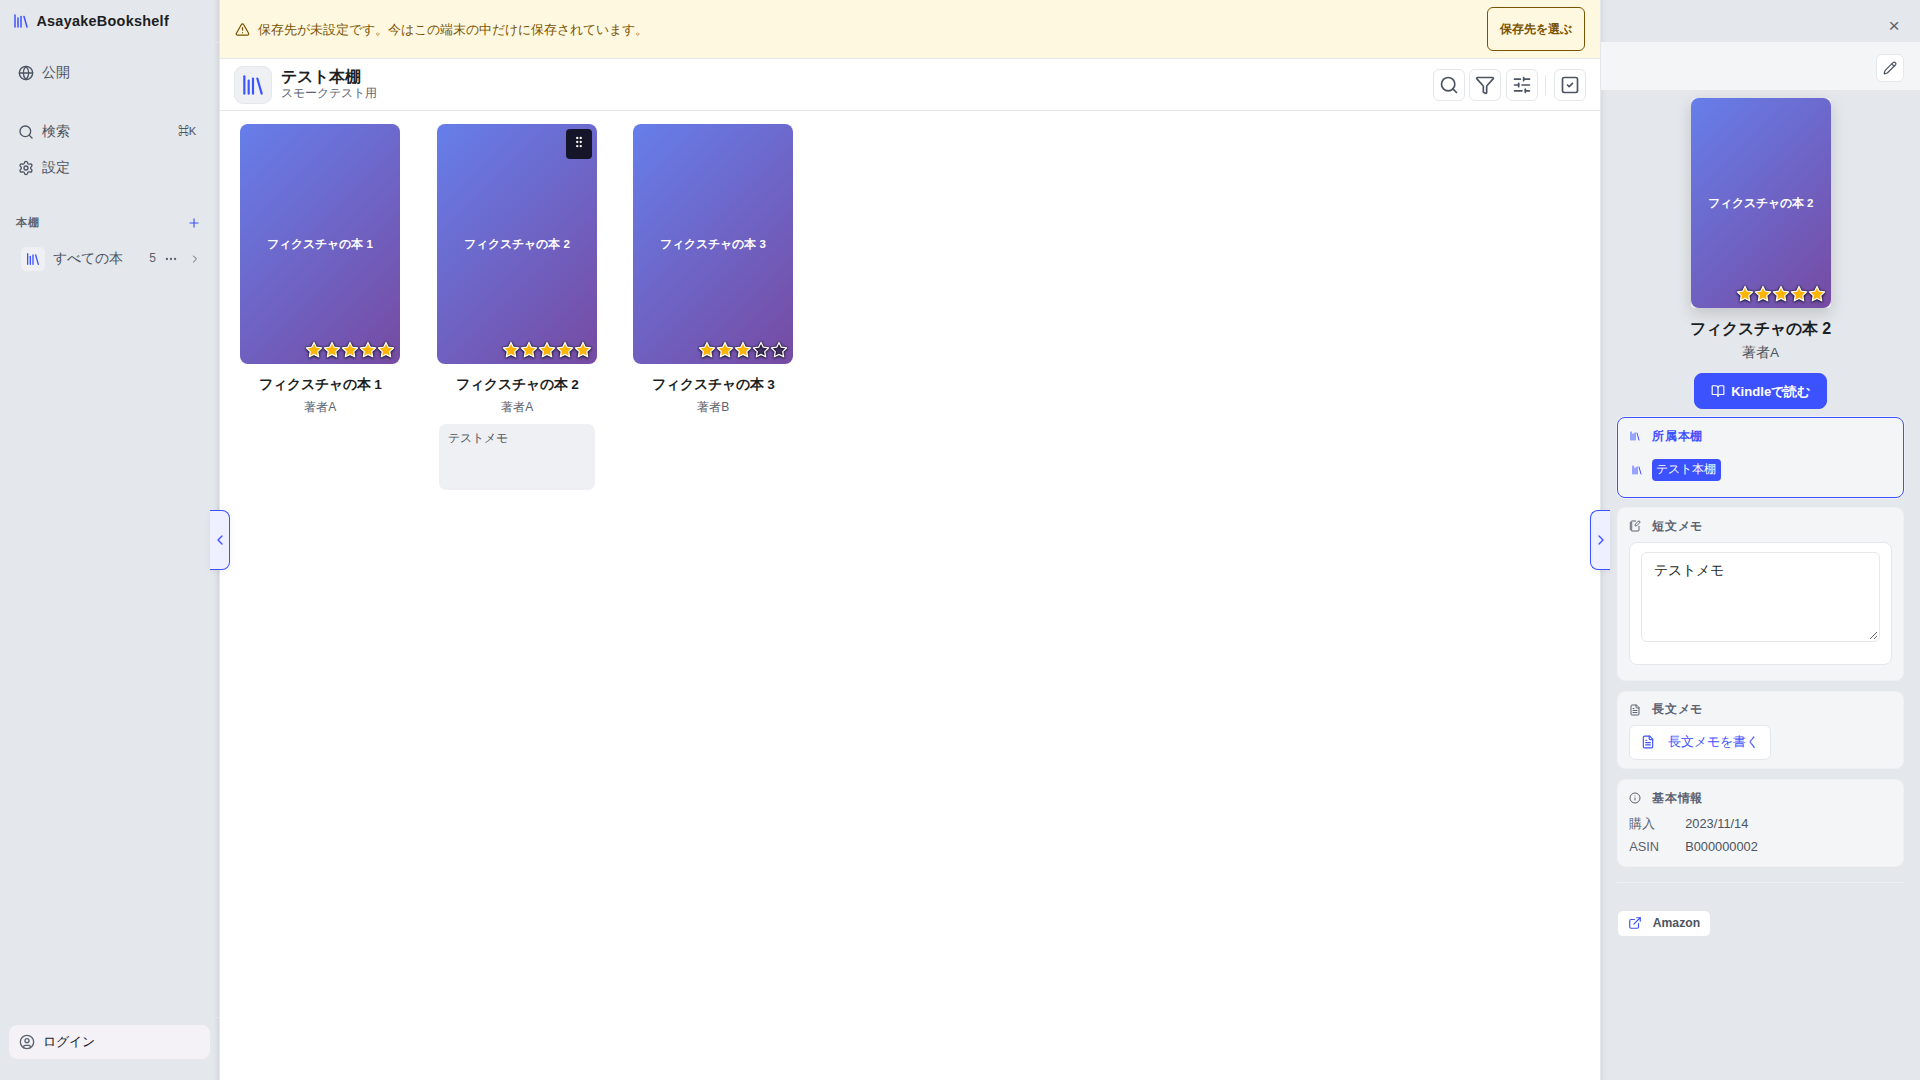 AsayakeBookshelf
公開
検索 ⌘K
設定
本棚
すべての本 5
ログイン
保存先が未設定です。今はこの端末の中だけに保存されています。
保存先を選ぶ
テスト本棚
スモークテスト用
フィクスチャの本 1
フィクスチャの本 1
著者A
フィクスチャの本 2
フィクスチャの本 2
著者A
テストメモ
フィクスチャの本 3
フィクスチャの本 3
著者B
フィクスチャの本 2
フィクスチャの本 2
著者A
Kindleで読む
所属本棚
テスト本棚
短文メモ
テストメモ
長文メモ
長文メモを書く
基本情報
購入 2023/11/14
ASIN B000000002
Amazon